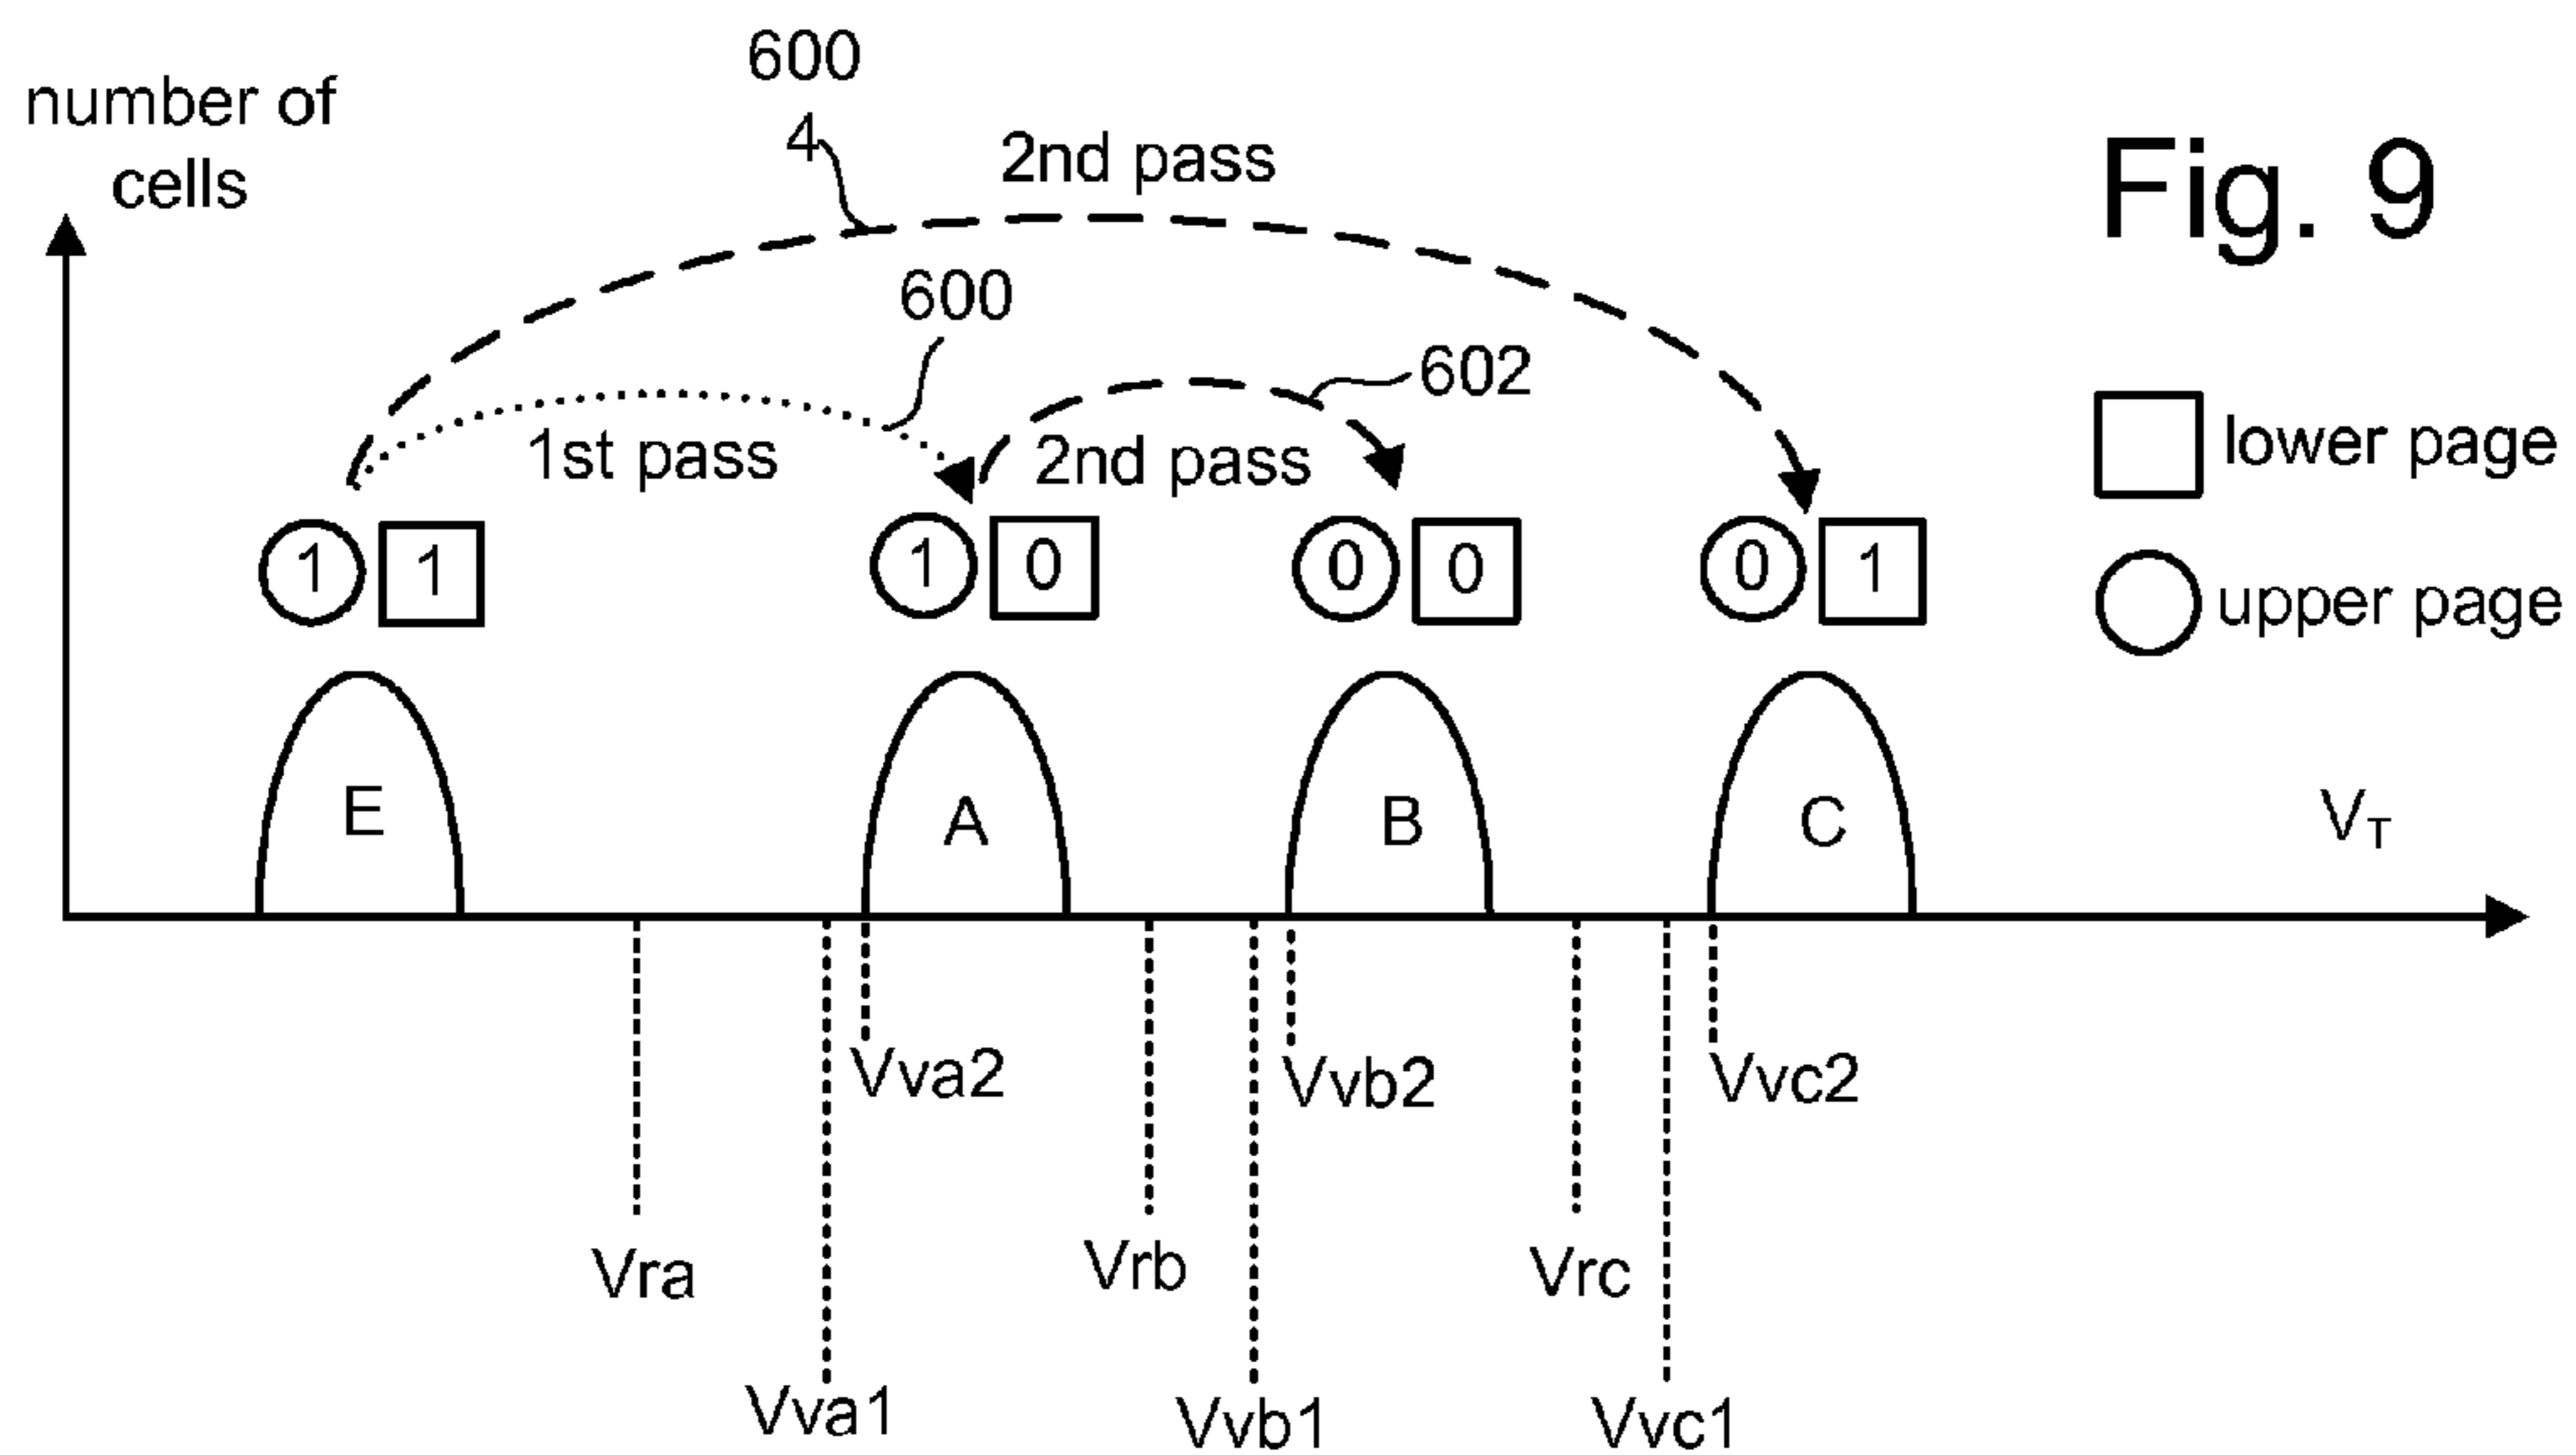 600
4
number of
cells
2nd pass
Fig. 9
600
602
1st pass
2nd pass
lower page
1 1
1 0
0 0
0 1
upper page
E
A
B
C
VT
Vva2
Vvb2
Vvc2
Vra
Vrb
Vrc
Vva1
Vvb1
Vvc1